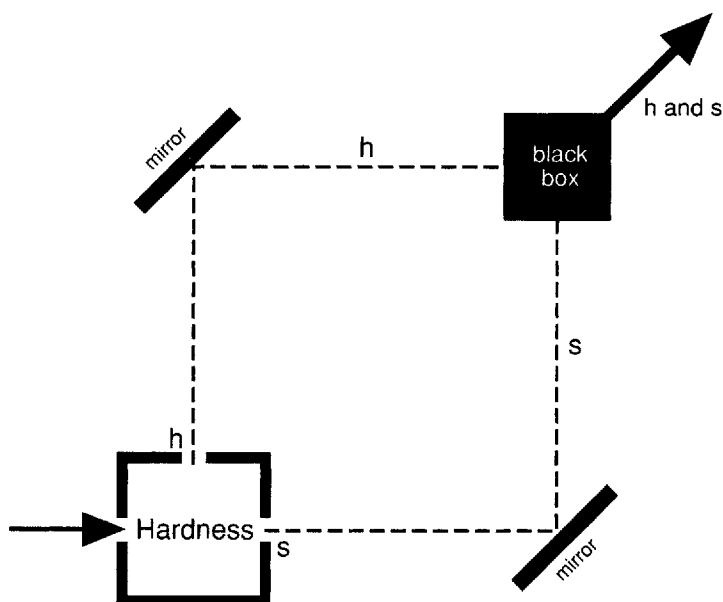 h and s
mirror
h
black
box
s
h
Hardness
s
mirror